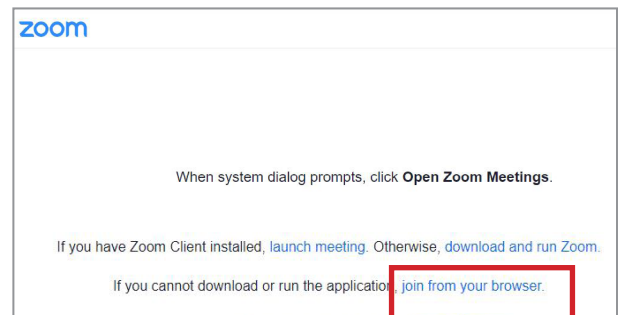 zoom
When system dialog prompts, click Open Zoom Meetings.
If you have Zoom Client installed, launch meeting. Otherwise, download and run Zoom.
If you cannot download or run the application, join from your browser.